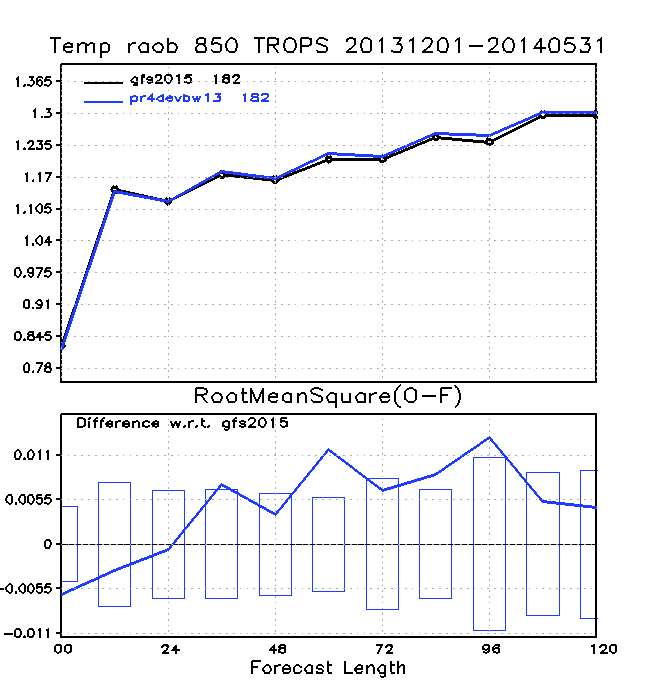 Temp raob 850 TROPS 20131201-20140531
gfs2015 182
pr4devbw13 182
1.365
1.3
1.235
1.17
1.105
1.04
0.975
0.91
0.845
0.78
RootMeanSquare(O-F)
Difference w.r.t. gfs2015
0.011
0.0055
0
-0.0055
-0.011
00 24 48 72 96 120
Forecast Length